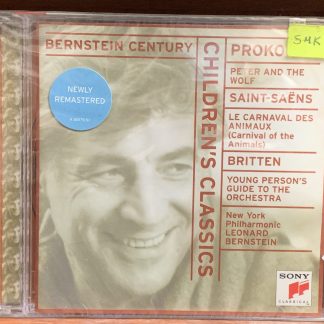 BERNSTEIN CENTURY
CHILDREN'S CLASSICS
NEWLY
REMASTERED
PROKO
SMK
PETER AND THE
WOLF
SAINT-SAËNS
LE CARNAVAL DES
ANIMAUX
(Carnival of the
Animals)
BRITTEN
YOUNG PERSON'S
GUIDE TO THE
ORCHESTRA
New York
Philharmonic
LEONARD
BERNSTEIN
SONY
CLASSICAL